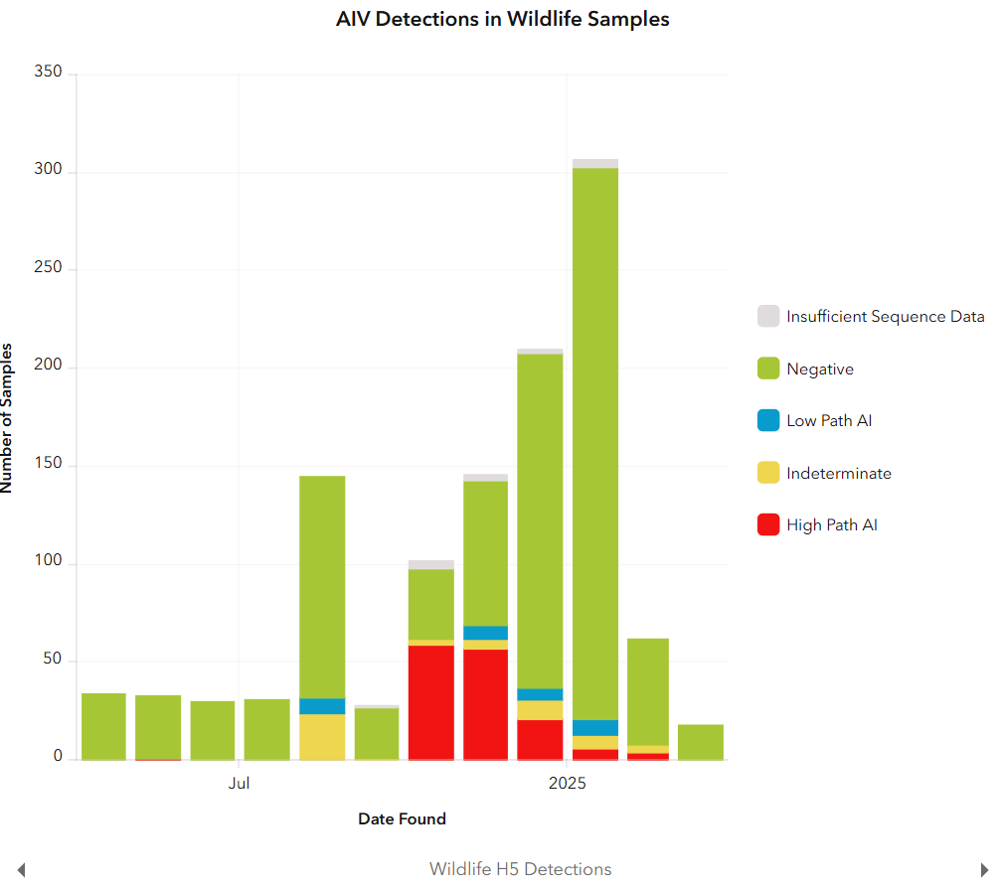 AIV Detections in Wildlife Samples
350
300
250
200
150
100
50
0
Number of Samples
Jul
2025
Date Found
Insufficient Sequence Data
Negative
Low Path AI
Indeterminate
High Path AI
Wildlife H5 Detections